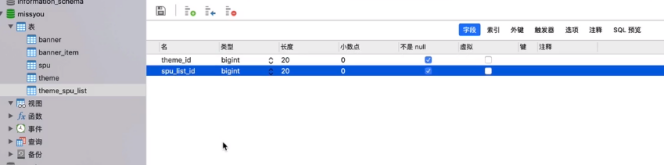 information_schema
missyou
表
banner
banner_item
spu
theme
theme_spu_list
视图
fx 函数
事件
查询
备份
字段 索引 外键 触发器 选项 注释 SQL 预览
名 类型 长度 小数点 不是 null 虚拟 键 注释
theme_id bigint 20 0
spu_list_id bigint 20 0